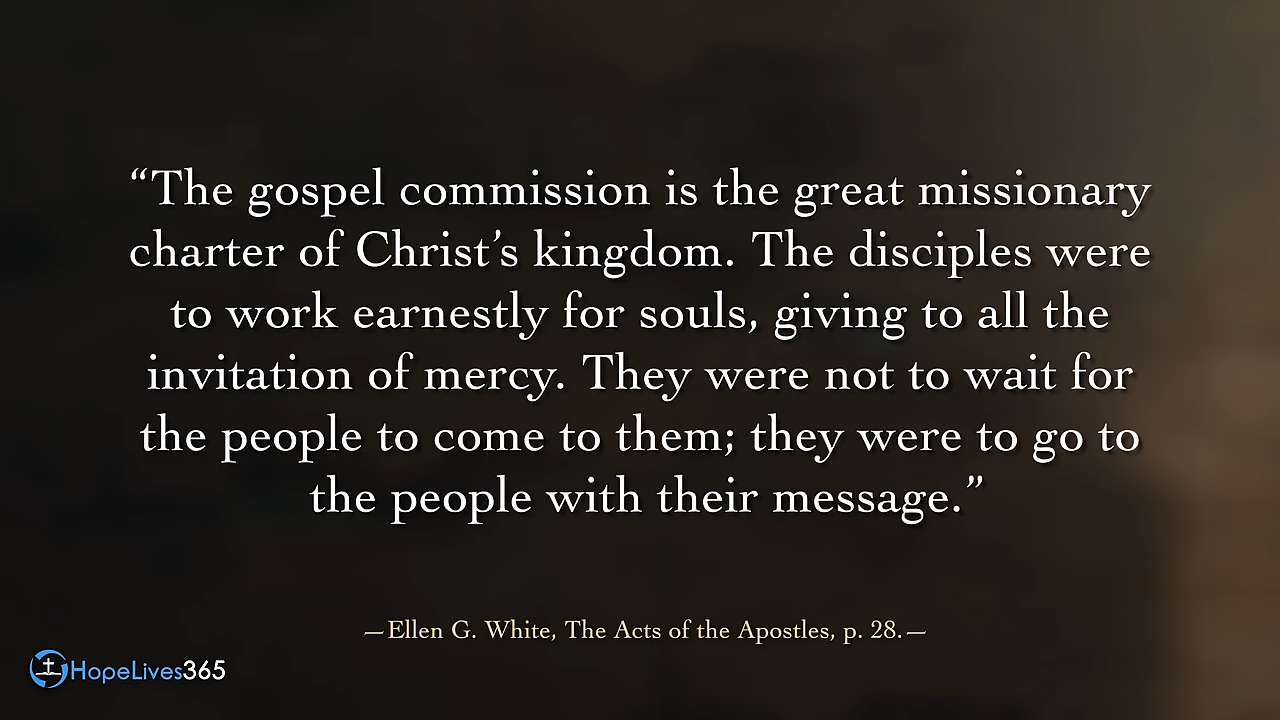 “The gospel commission is the great missionary
charter of Christ’s kingdom. The disciples were
to work earnestly for souls, giving to all the
invitation of mercy. They were not to wait for
the people to come to them; they were to go to
the people with their message.”
—Ellen G. White, The Acts of the Apostles, p. 28.—
HopeLives365